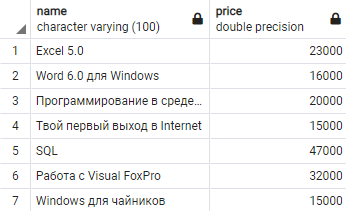 name price
character varying (100) double precision
1 Excel 5.0 23000
2 Word 6.0 для Windows 16000
3 Программирование в среде... 20000
4 Твой первый выход в Internet 15000
5 SQL 47000
6 Работа с Visual FoxPro 32000
7 Windows для чайников 15000